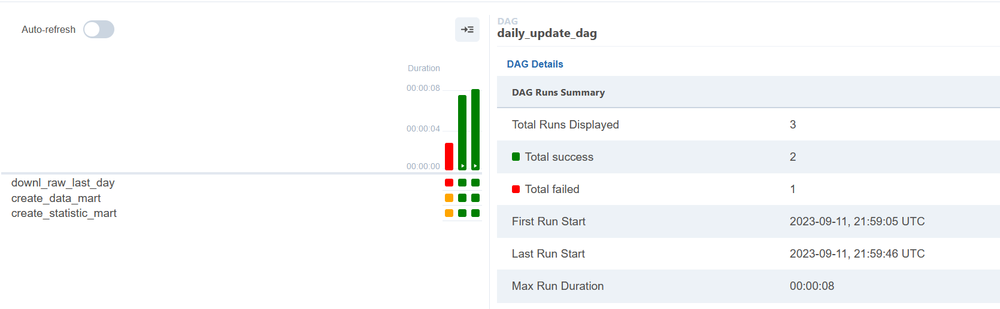 Auto-refresh
Duration
00:00:08
00:00:04
00:00:00
downl_raw_last_day
create_data_mart
create_statistic_mart
DAG
daily_update_dag
DAG Details
DAG Runs Summary
Total Runs Displayed 3
Total success 2
Total failed 1
First Run Start 2023-09-11, 21:59:05 UTC
Last Run Start 2023-09-11, 21:59:46 UTC
Max Run Duration 00:00:08